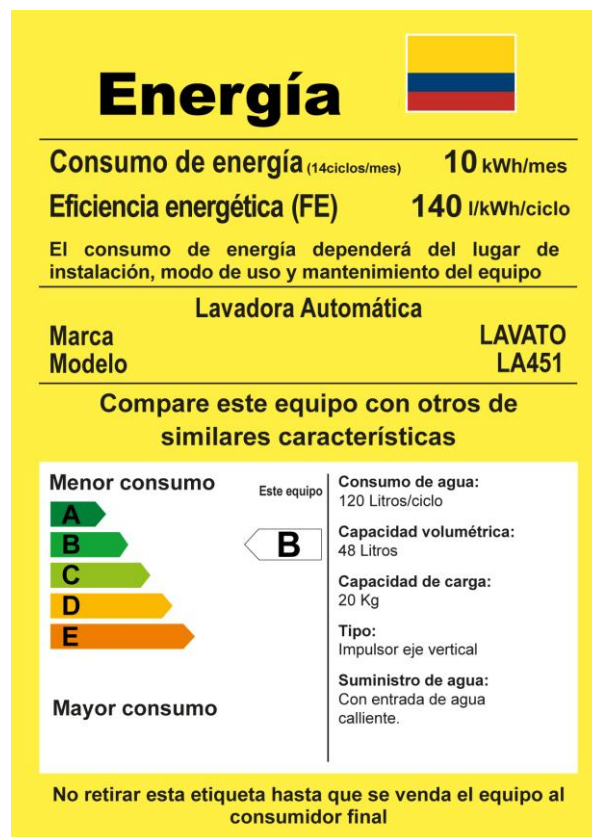 Energía
Consumo de energía (14ciclos/mes) 10 kWh/mes
Eficiencia energética (FE) 140 l/kWh/ciclo
El consumo de energía dependerá del lugar de
instalación, modo de uso y mantenimiento del equipo
Lavadora Automática
Marca LAVATO
Modelo LA451
Compare este equipo con otros de
similares características
Menor consumo
Este equipo
A
B
B
C
D
E
Mayor consumo
Consumo de agua:
120 Litros/ciclo
Capacidad volumétrica:
48 Litros
Capacidad de carga:
20 Kg
Tipo:
Impulsor eje vertical
Suministro de agua:
Con entrada de agua
calliente.
No retirar esta etiqueta hasta que se venda el equipo al
consumidor final